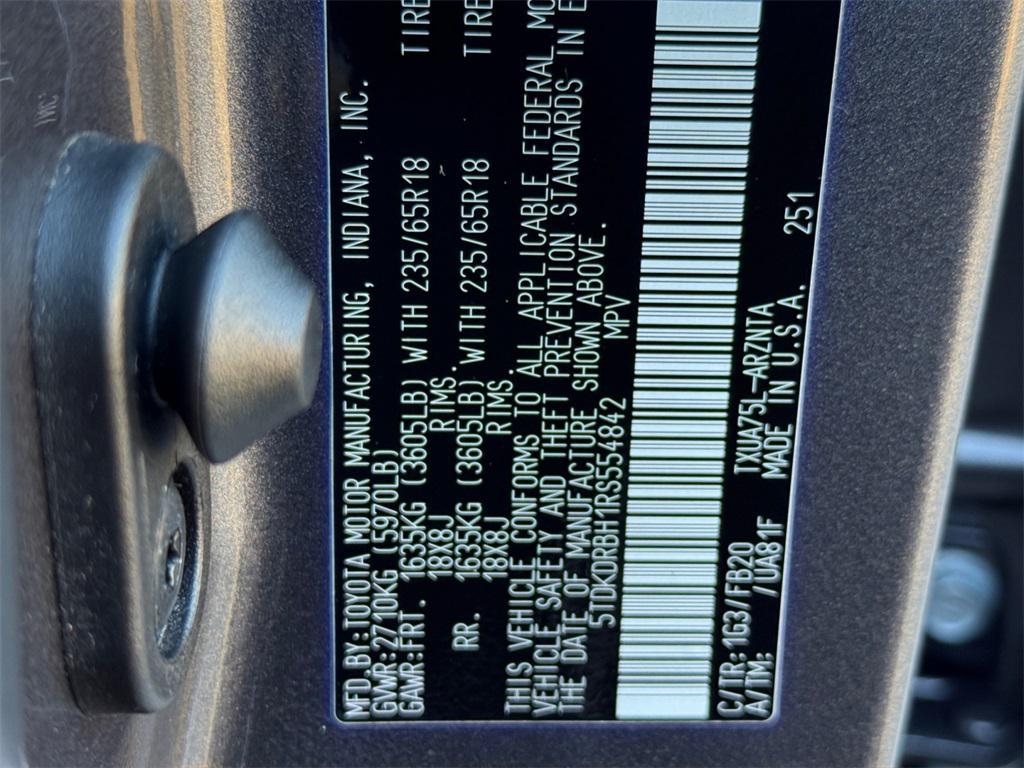 MFD.BY:TOYOTA MOTOR MANUFACTURING, INDIANA, INC.
GVWR:2710KG (5970LB)
GAWR:FRT. 1635KG (3605LB) WITH 235/65R18 TIRE
18X8J RIMS.
RR. 1635KG (3605LB) WITH 235/65R18 TIRE
18X8J RIMS.
THIS VEHICLE CONFORMS TO ALL APPLICABLE FEDERAL MO
VEHICLE SAFETY AND THEFT PREVENTION STANDARDS IN E
THE DATE OF MANUFACTURE SHOWN ABOVE.
5TDKDRBH1RS554842 MPV
C/TR:1G3/FB20 TXUA75L-ARZNTA
A/TM: /UA81F MADE IN U.S.A. 251